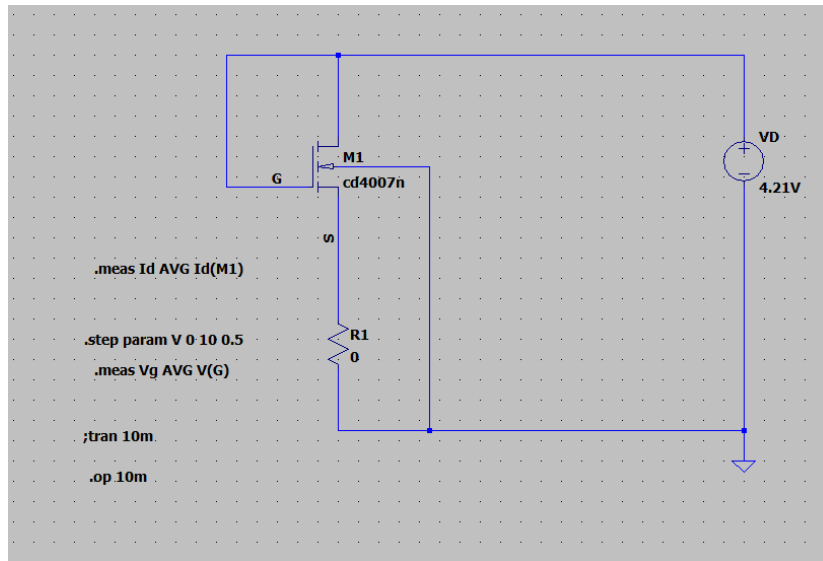 VD
M1
G
cd4007n
4.21V
S
.meas Id AVG Id(M1)
R1
.step param V 0 10 0.5
0
.meas Vg AVG V(G)
;tran 10m
.op 10m